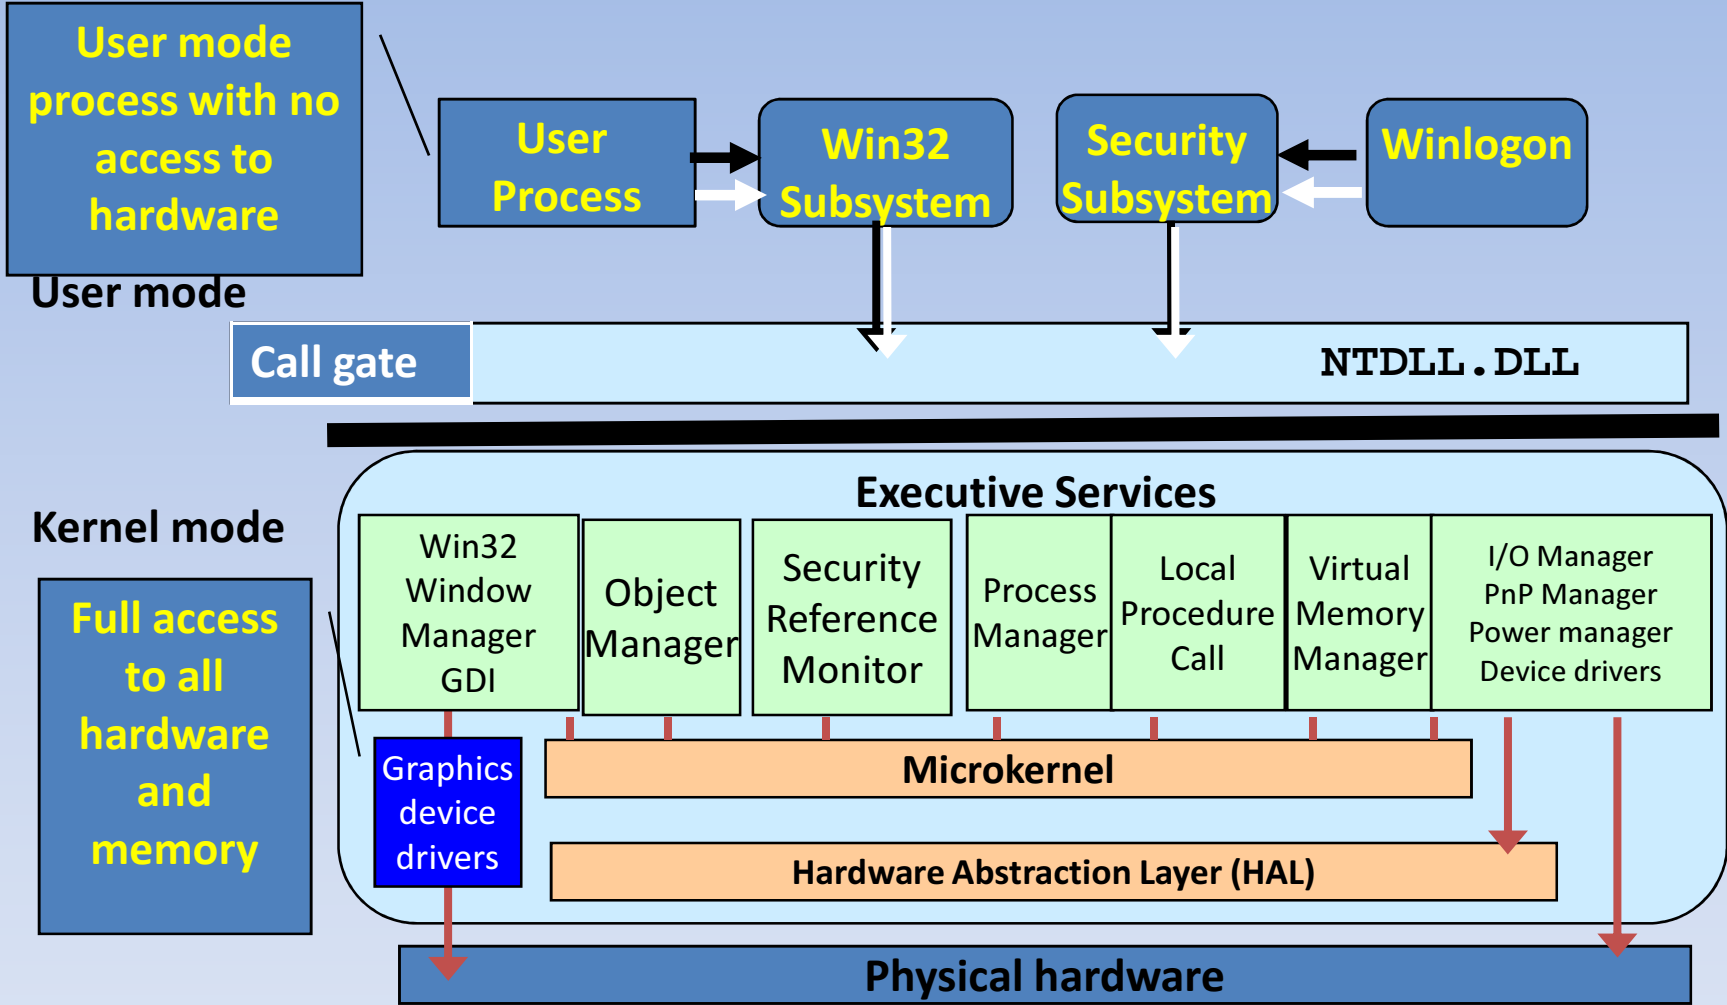 User mode
process with no
access to
hardware
User
Process
Win32
Subsystem
Security
Subsystem
Winlogon
User mode
Call gate
NTDLL.DLL
Executive Services
Kernel mode
Full access
to all
hardware
and
memory
Win32
Window
Manager
GDI
Object
Manager
Security
Reference
Monitor
Process
Manager
Local
Procedure
Call
Virtual
Memory
Manager
I/O Manager
PnP Manager
Power manager
Device drivers
Graphics
device
drivers
Microkernel
Hardware Abstraction Layer (HAL)
Physical hardware